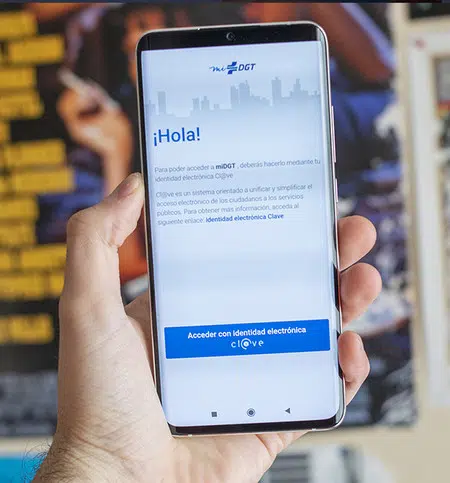 mi DGT
¡Hola!
Para poder acceder a miDGT, deberás hacerlo mediante tu
identidad electrónica Cl@ve
Cl@ve es un sistema orientado a unificar y simplificar el
acceso electrónico de los ciudadanos a los servicios
públicos. Para obtener mas información, acceda al
siguiente enlace: identidad electrónica Clave
Acceder con identidad electrónica
cl@ve